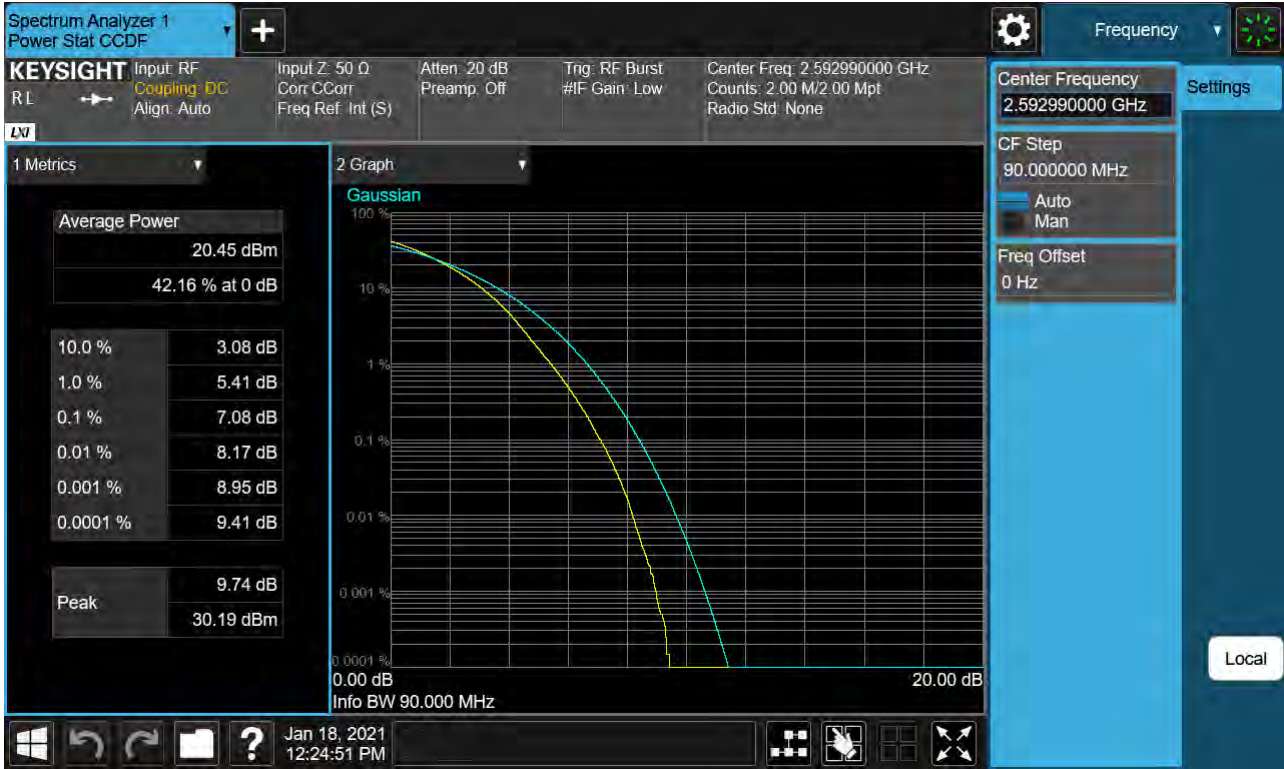 Spectrum Analyzer 1
Power Stat CCDF
+
Frequency
KEYSIGHT
R L
LXI
Input: RF
Coupling: DC
Align: Auto
Input Z: 50 Ω
Corr CCorr
Freq Ref: Int (S)
Atten: 20 dB
Preamp: Off
Trig: RF Burst
#IF Gain: Low
Center Freq: 2.592990000 GHz
Counts: 2.00 M/2.00 Mpt
Radio Std: None
Center Frequency
2.592990000 GHz
Settings
CF Step
90.000000 MHz
Auto
Man
Freq Offset
0 Hz
1 Metrics
Average Power
20.45 dBm
42.16 % at 0 dB
10.0 % 3.08 dB
1.0 % 5.41 dB
0.1 % 7.08 dB
0.01 % 8.17 dB
0.001 % 8.95 dB
0.0001 % 9.41 dB
Peak
9.74 dB
30.19 dBm
2 Graph
Gaussian
100 %
10 %
1 %
0.1 %
0.01 %
0.001 %
0.0001 %
0.00 dB
20.00 dB
Info BW 90.000 MHz
Local
?
Jan 18, 2021
12:24:51 PM